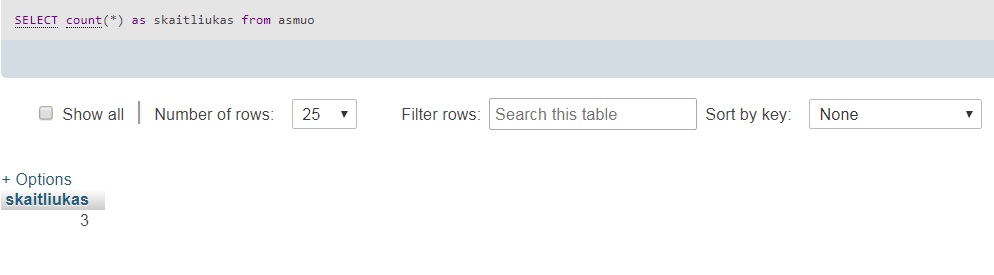 SELECT count(*) as skaitliukas from asmuo
Show all Number of rows: 25 Filter rows: Search this table Sort by key: None
+ Options
skaitliukas
3